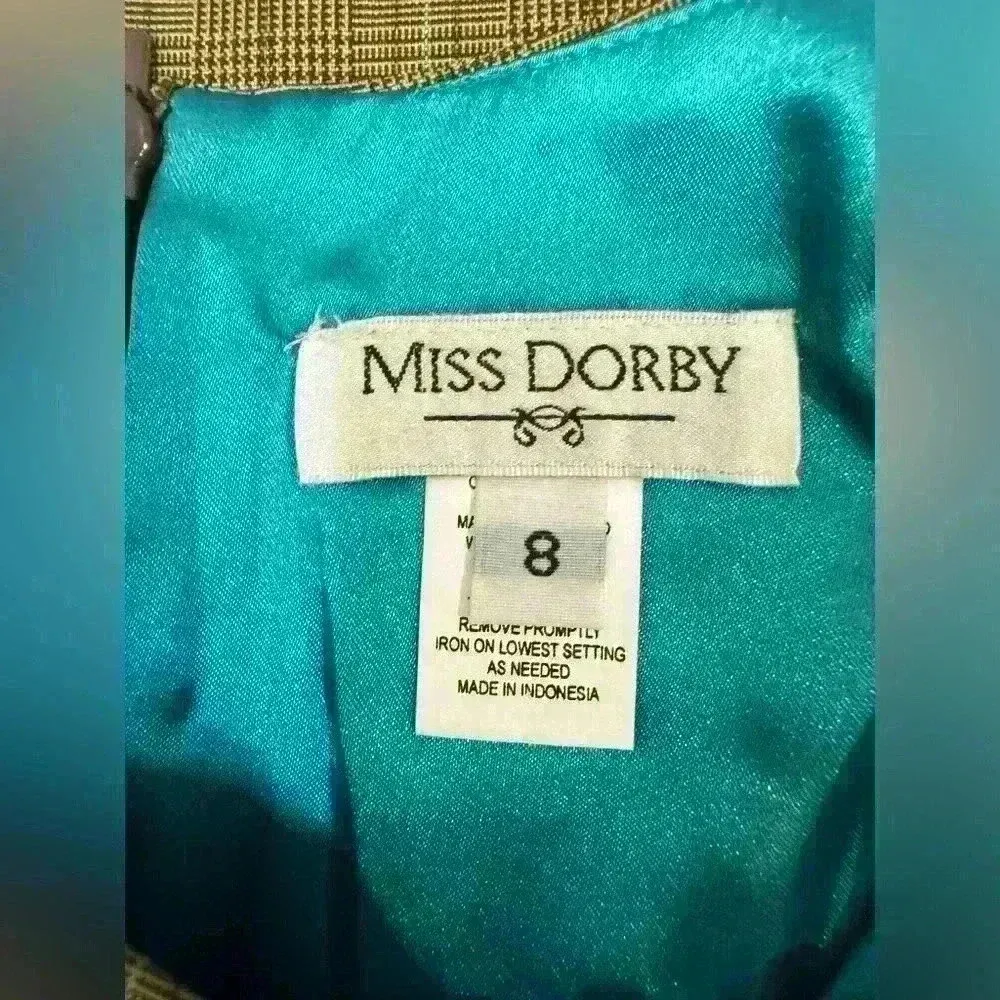 MISS DORBY
8
REMOVE PROMPTLY
IRON ON LOWEST SETTING
AS NEEDED
MADE IN INDONESIA